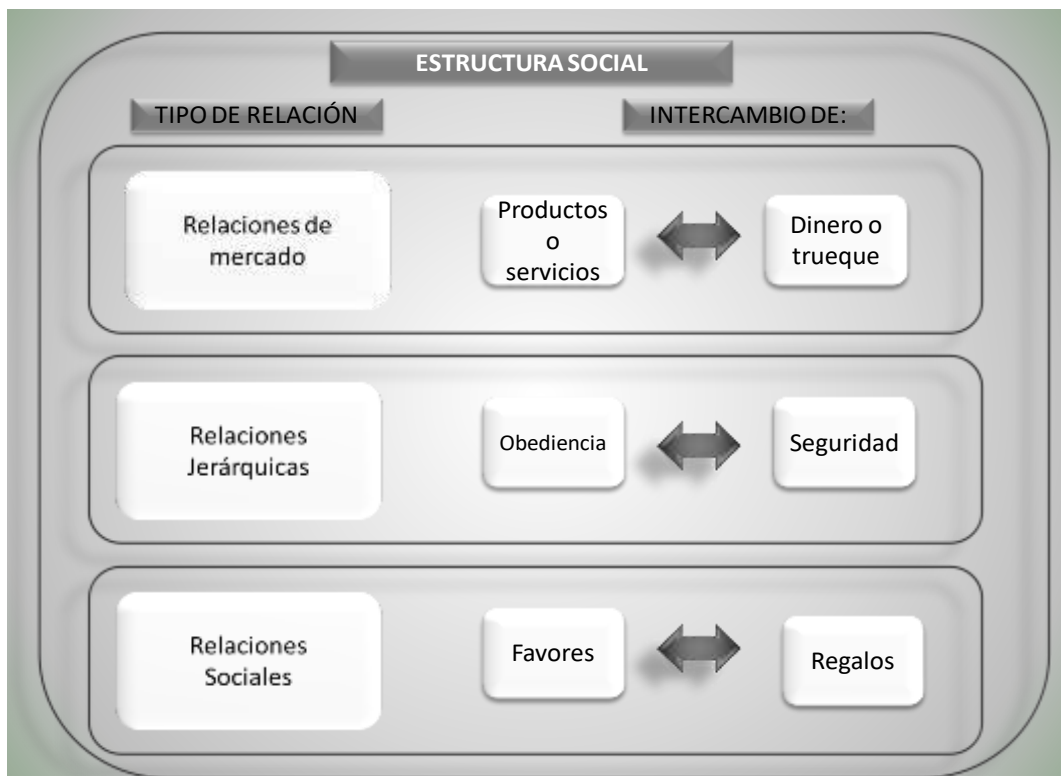 ESTRUCTURA SOCIAL
TIPO DE RELACIÓN
INTERCAMBIO DE:
Relaciones de
mercado
Productos
o
servicios
Dinero o
trueque
Relaciones
Jerárquicas
Obediencia
Seguridad
Relaciones
Sociales
Favores
Regalos